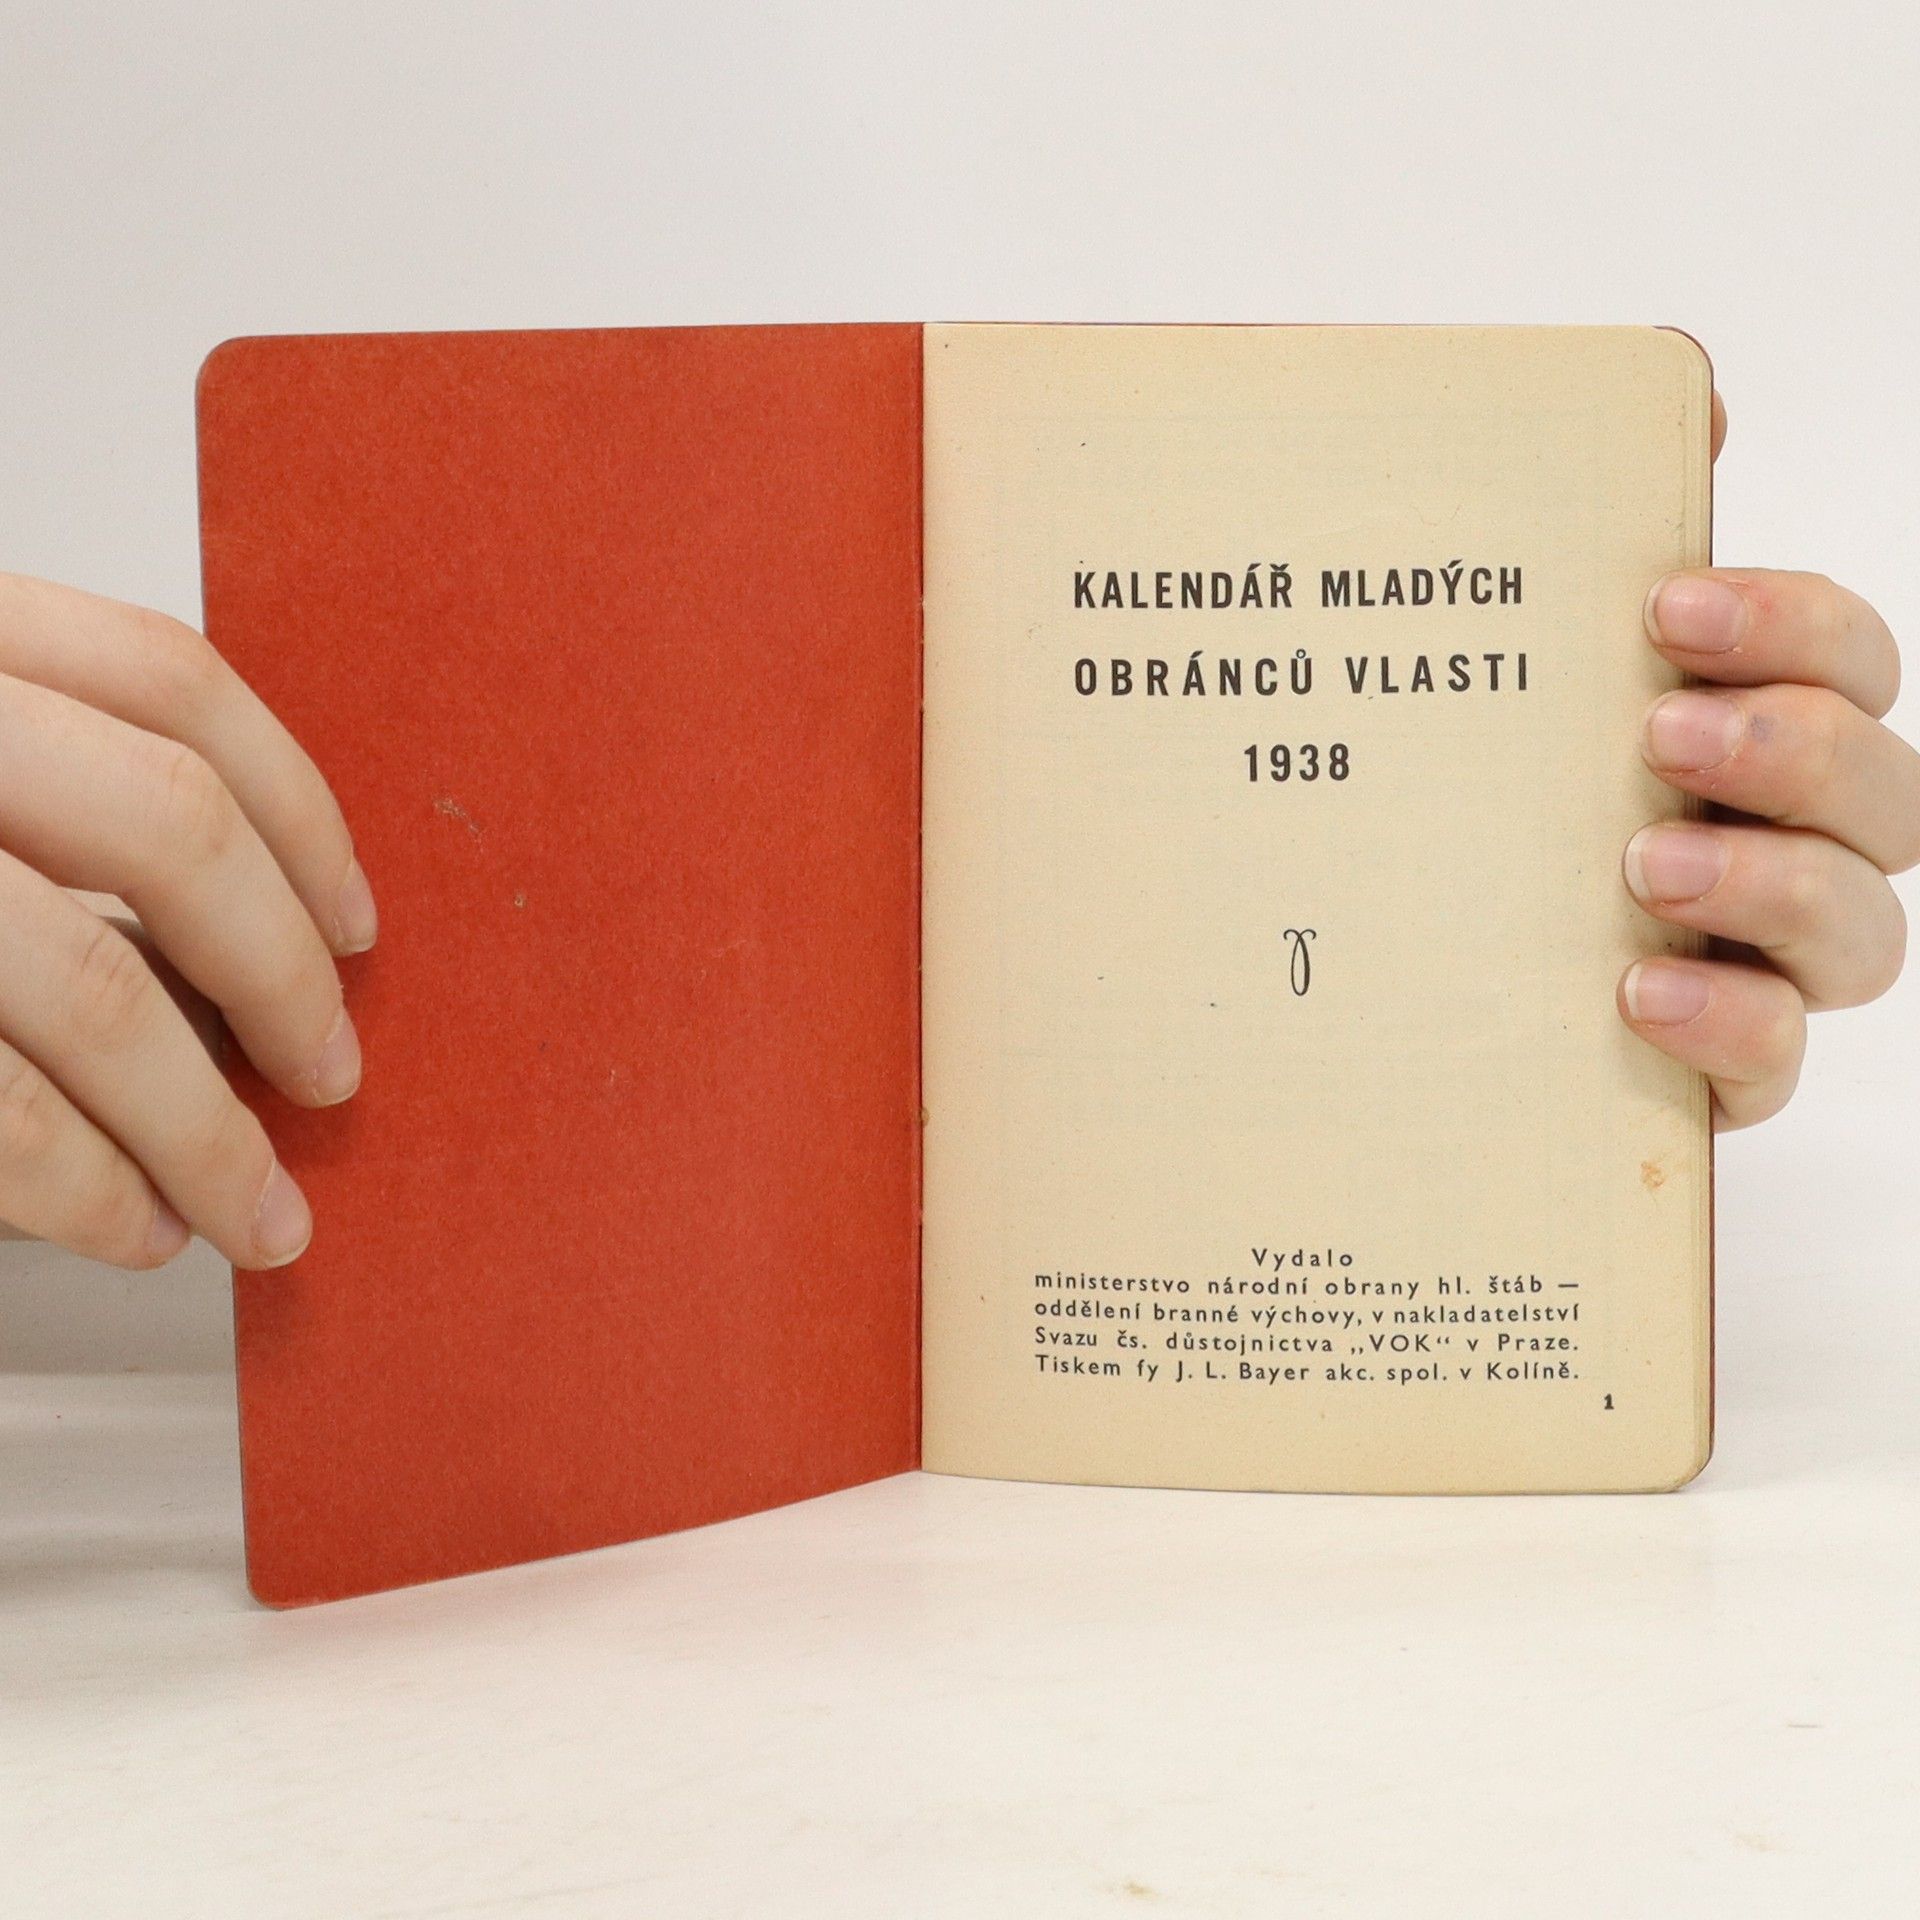 KALENDÁŘ MLADÝCH
OBRÁNCŮ VLASTI
1938
Vydalo
ministerstvo národní obrany hl. štáb —
oddělení branné výchovy, v nakladatelství
Svazu čs. důstojnictva „VOK“ v Praze.
Tiskem fy J. L. Bayer akc. spol. v Kolíně.
1